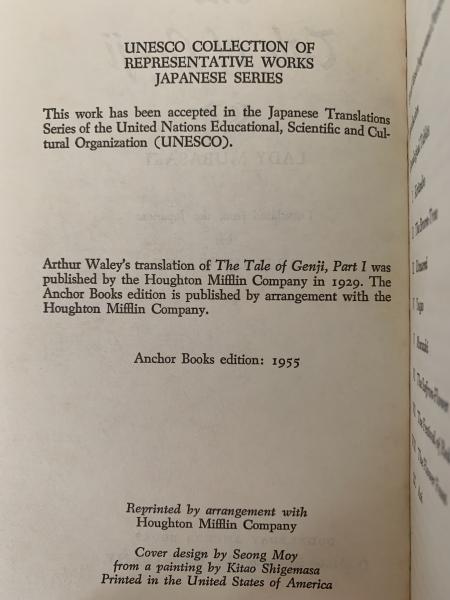 UNESCO COLLECTION OF
REPRESENTATIVE WORKS
JAPANESE SERIES
This work has been accepted in the Japanese Translations
Series of the United Nations Educational, Scientific and Cul-
tural Organization (UNESCO).
Arthur Waley's translation of The Tale of Genji, Part I was
published by the Houghton Mifflin Company in 1929. The
Anchor Books edition is published by arrangement with the
Houghton Mifflin Company.
Anchor Books edition: 1955
Reprinted by arrangement with
Houghton Mifflin Company
Cover design by Seong Moy
from a painting by Kitao Shigemasa
Printed in the United States of America